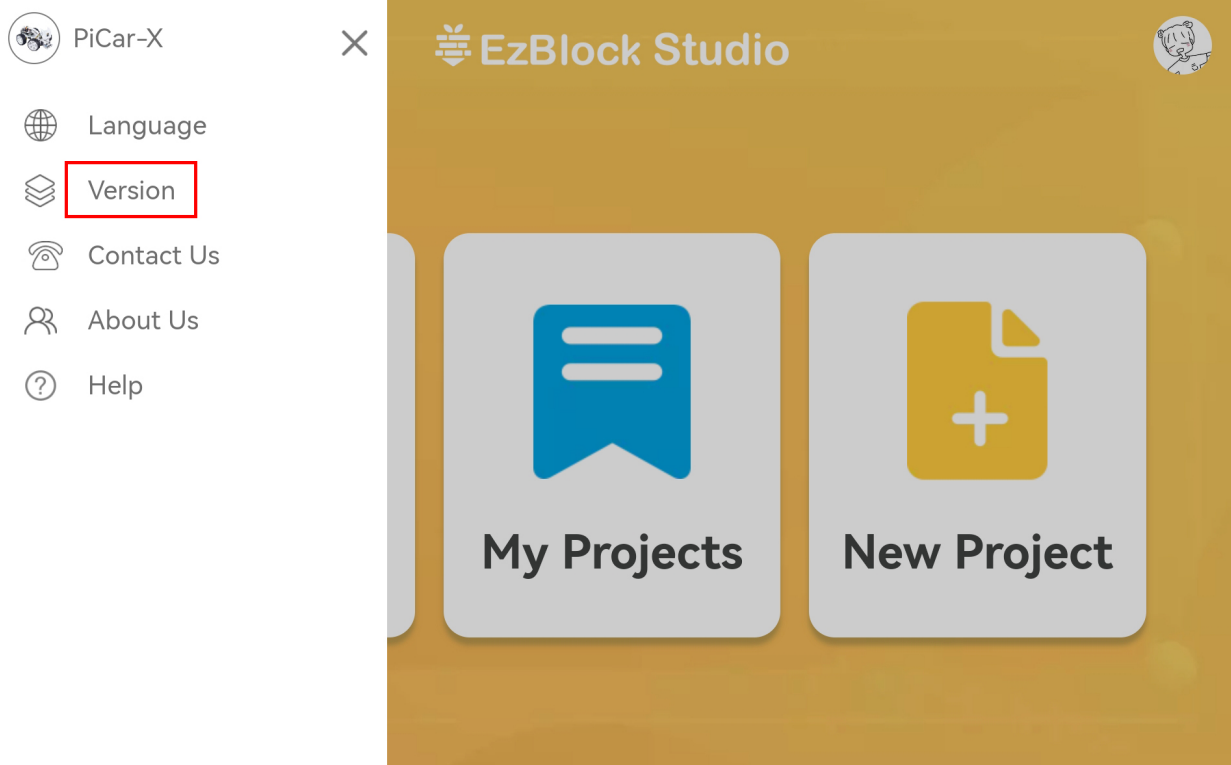 PiCar-X
EzBlock Studio
Language
Version
Contact Us
About Us
Help
My Projects
New Project